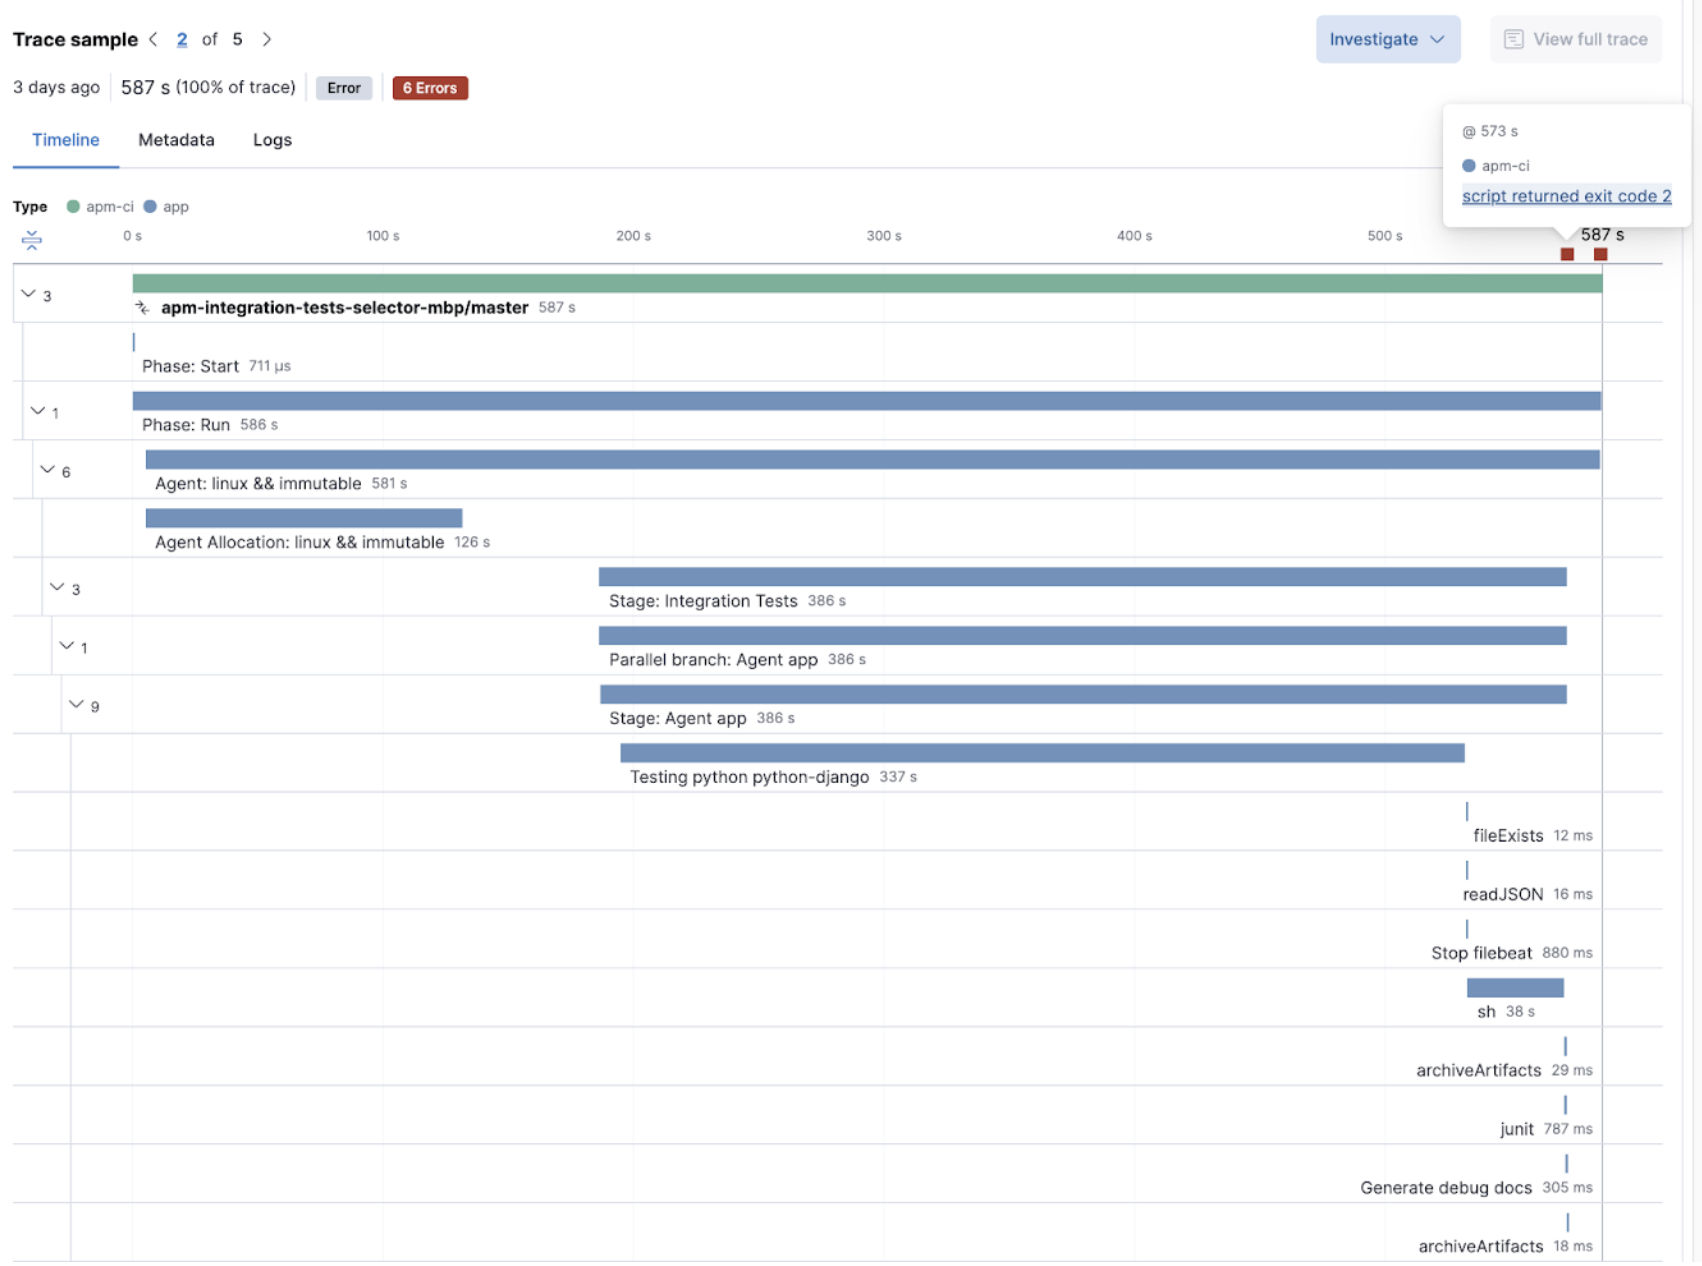 Trace sample 2 of 5
Investigate View full trace
3 days ago 587 s (100% of trace) Error 6 Errors
@ 573 s
apm-ci
script returned exit code 2
Timeline Metadata Logs
Type apm-ci app
0 s 100 s 200 s 300 s 400 s 500 s 587 s
3
apm-integration-tests-selector-mbp/master 587 s
Phase: Start 711 μs
1
Phase: Run 586 s
6
Agent: linux && immutable 581 s
Agent Allocation: linux && immutable 126 s
3
Stage: Integration Tests 386 s
1
Parallel branch: Agent app 386 s
9
Stage: Agent app 386 s
Testing python python-django 337 s
fileExists 12 ms
readJSON 16 ms
Stop filebeat 880 ms
sh 38 s
archiveArtifacts 29 ms
junit 787 ms
Generate debug docs 305 ms
archiveArtifacts 18 ms